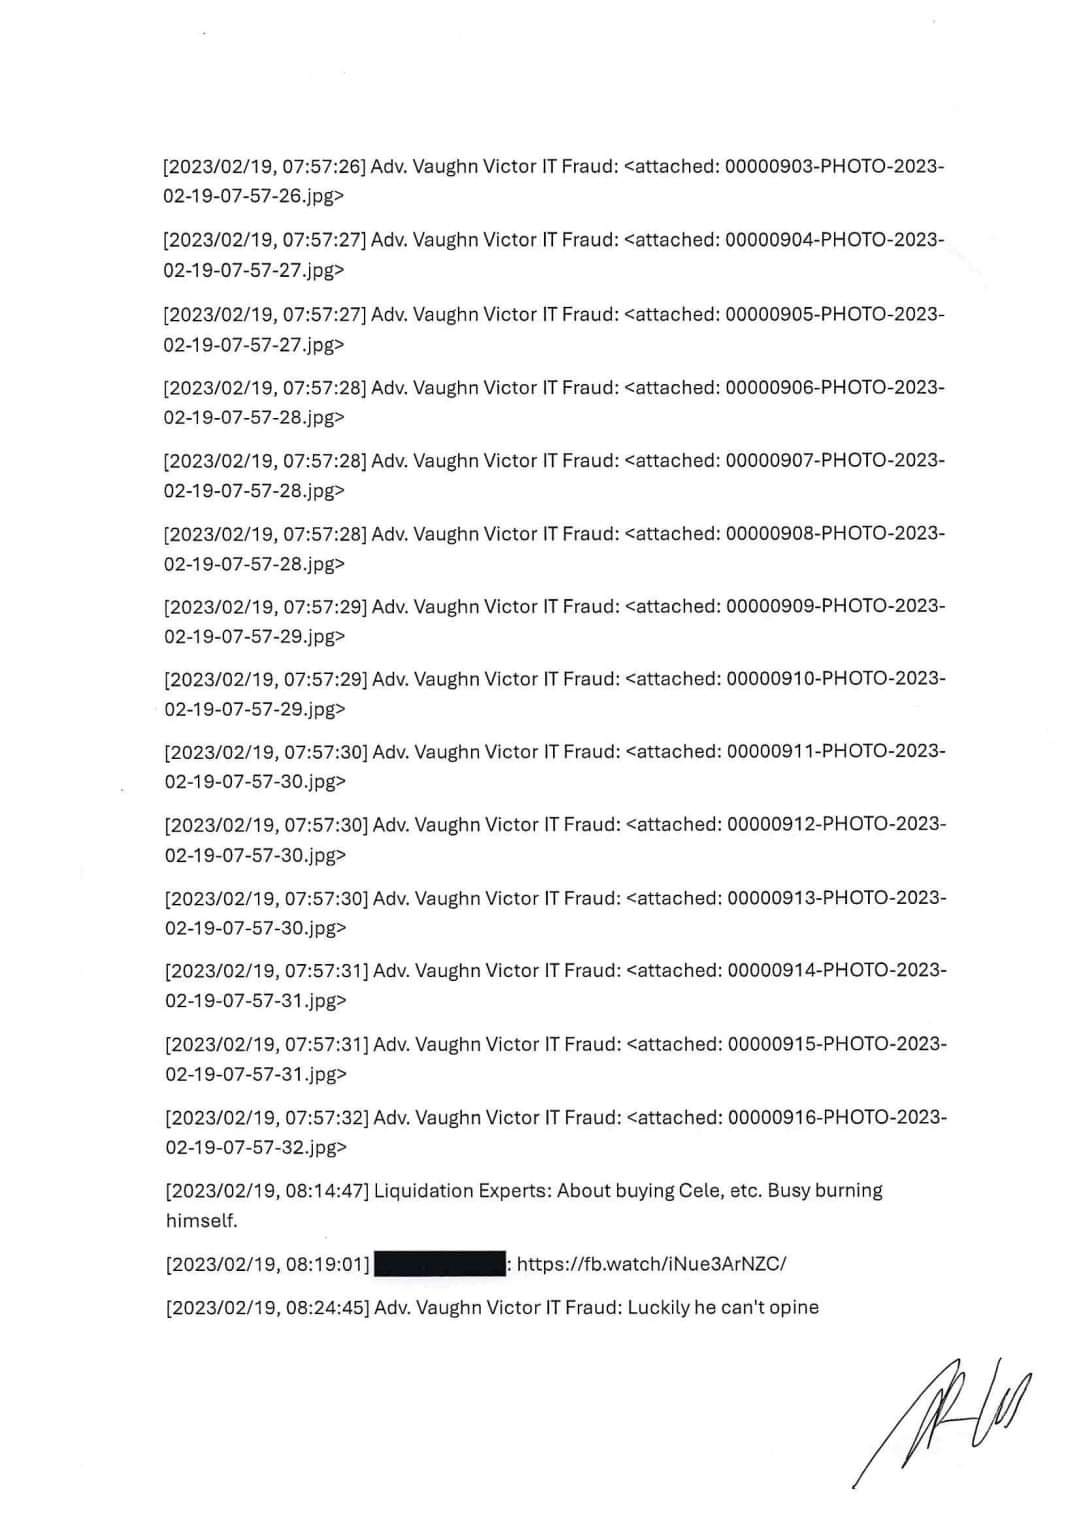 [2023/02/19, 07:57:26] Adv. Vaughn Victor IT Fraud: <attached: 00000903-PHOTO-2023-
02-19-07-57-26.jpg>
[2023/02/19, 07:57:27] Adv. Vaughn Victor IT Fraud: <attached: 00000904-PHOTO-2023-
02-19-07-57-27.jpg>
[2023/02/19, 07:57:27] Adv. Vaughn Victor IT Fraud: <attached: 00000905-PHOTO-2023-
02-19-07-57-27.jpg>
[2023/02/19, 07:57:28] Adv. Vaughn Victor IT Fraud: <attached: 00000906-PHOTO-2023-
02-19-07-57-28.jpg>
[2023/02/19, 07:57:28] Adv. Vaughn Victor IT Fraud: <attached: 00000907-PHOTO-2023-
02-19-07-57-28.jpg>
[2023/02/19, 07:57:28] Adv. Vaughn Victor IT Fraud: <attached: 00000908-PHOTO-2023-
02-19-07-57-28.jpg>
[2023/02/19, 07:57:29] Adv. Vaughn Victor IT Fraud: <attached: 00000909-PHOTO-2023-
02-19-07-57-29.jpg>
[2023/02/19, 07:57:29] Adv. Vaughn Victor IT Fraud: <attached: 00000910-PHOTO-2023-
02-19-07-57-29.jpg>
[2023/02/19, 07:57:30] Adv. Vaughn Victor IT Fraud: <attached: 00000911-PHOTO-2023-
02-19-07-57-30.jpg>
[2023/02/19, 07:57:30] Adv. Vaughn Victor IT Fraud: <attached: 00000912-PHOTO-2023-
02-19-07-57-30.jpg>
[2023/02/19, 07:57:30] Adv. Vaughn Victor IT Fraud: <attached: 00000913-PHOTO-2023-
02-19-07-57-30.jpg>
[2023/02/19, 07:57:31] Adv. Vaughn Victor IT Fraud: <attached: 00000914-PHOTO-2023-
02-19-07-57-31.jpg>
[2023/02/19, 07:57:31] Adv. Vaughn Victor IT Fraud: <attached: 00000915-PHOTO-2023-
02-19-07-57-31.jpg>
[2023/02/19, 07:57:32] Adv. Vaughn Victor IT Fraud: <attached: 00000916-PHOTO-2023-
02-19-07-57-32.jpg>
[2023/02/19, 08:14:47] Liquidation Experts: About buying Cele, etc. Busy burning
himself.
[2023/02/19, 08:19:01] : https://fb.watch/iNue3ArNZC/
[2023/02/19, 08:24:45] Adv. Vaughn Victor IT Fraud: Luckily he can't opine